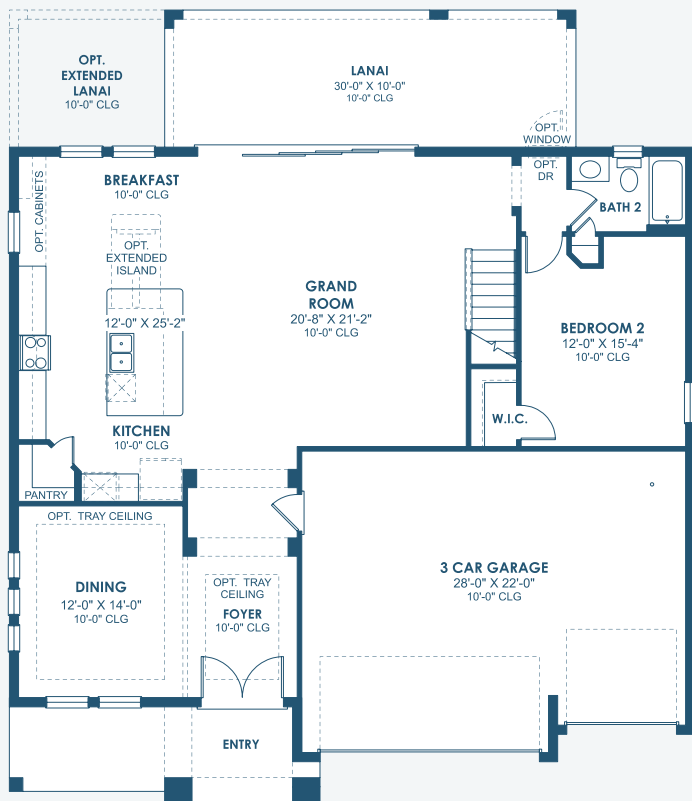 OPT.
EXTENDED
LANAI
10'-0" CLG
LANAI
30'-0" X 10'-0"
10'-0" CLG
OPT.
WINDOW
OPT.
DR
BATH 2
BREAKFAST
10'-0" CLG
OPT. CABINETS
OPT.
EXTENDED
ISLAND
12'-0" X 25'-2"
GRAND
ROOM
20'-8" X 21'-2"
10'-0" CLG
BEDROOM 2
12'-0" X 15'-4"
10'-0" CLG
W.I.C.
KITCHEN
10'-0" CLG
PANTRY
OPT. TRAY CEILING
DINING
12'-0" X 14'-0"
10'-0" CLG
OPT. TRAY
CEILING
FOYER
10'-0" CLG
3 CAR GARAGE
28'-0" X 22'-0"
10'-0" CLG
ENTRY